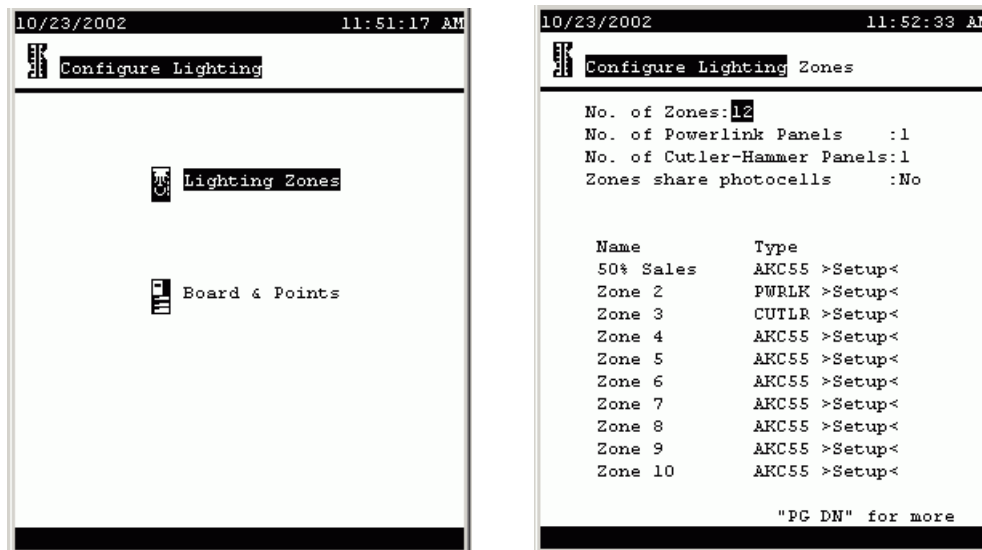 10/23/2002 11:51:17 AM
Configure Lighting
Lighting Zones
Board & Points
10/23/2002 11:52:33 AM
Configure Lighting Zones
No. of Zones:12
No. of Powerlink Panels :1
No. of Cutler-Hammer Panels:1
Zones share photocells :No
Name Type
50% Sales AKC55 >Setup<
Zone 2 PWRLK >Setup<
Zone 3 CUTLR >Setup<
Zone 4 AKC55 >Setup<
Zone 5 AKC55 >Setup<
Zone 6 AKC55 >Setup<
Zone 7 AKC55 >Setup<
Zone 8 AKC55 >Setup<
Zone 9 AKC55 >Setup<
Zone 10 AKC55 >Setup<
"PG DN" for more